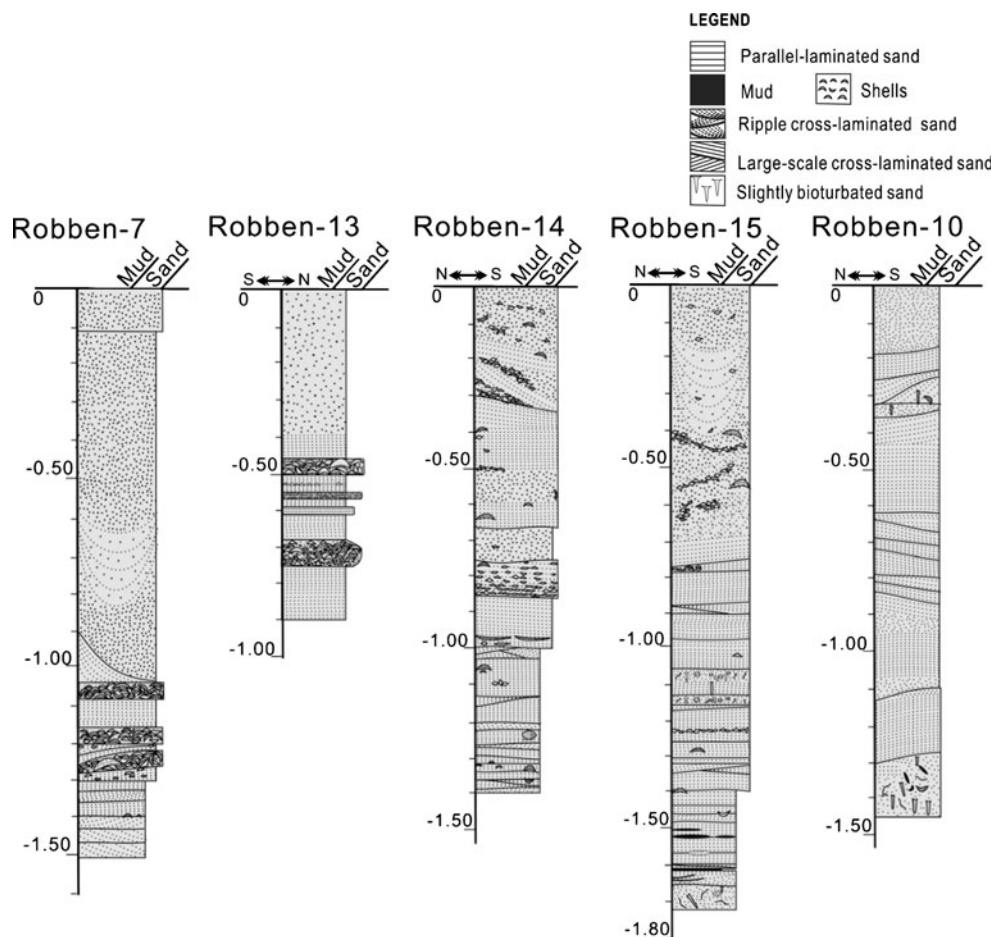 LEGEND
Parallel-laminated sand
Mud
Shells
Ripple cross-laminated sand
Large-scale cross-laminated sand
Slightly bioturbated sand
Robben-7
Mud
Sand
0
-0.50
-1.00
-1.50
Robben-13
S N
Mud
Sand
0
-0.50
-1.00
Robben-14
N S
Mud
Sand
0
-0.50
-1.00
-1.50
Robben-15
N S
Mud
Sand
0
-0.50
-1.00
-1.50
-1.80
Robben-10
N S
Mud
Sand
0
-0.50
-1.00
-1.50